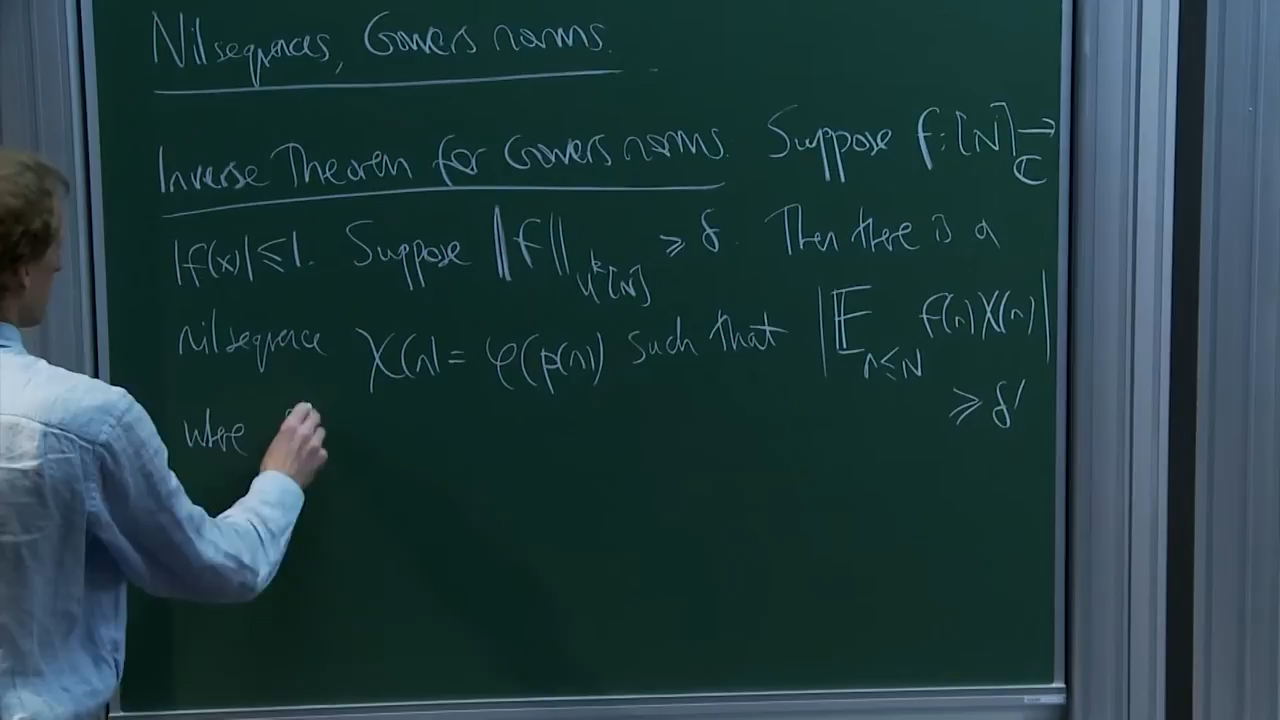 Nilsequences, Gowers norms.
Inverse Theorem for Gowers norms. Suppose f: [N] → ℂ
|f(x)| ≤ 1. Suppose ‖f‖_{U^k[N]} ≥ δ. Then there is a
nilsequence χ(n) = φ(p(n)) such that |𝔼_{n≤N} f(n)χ(n)|
≥ δ'
where